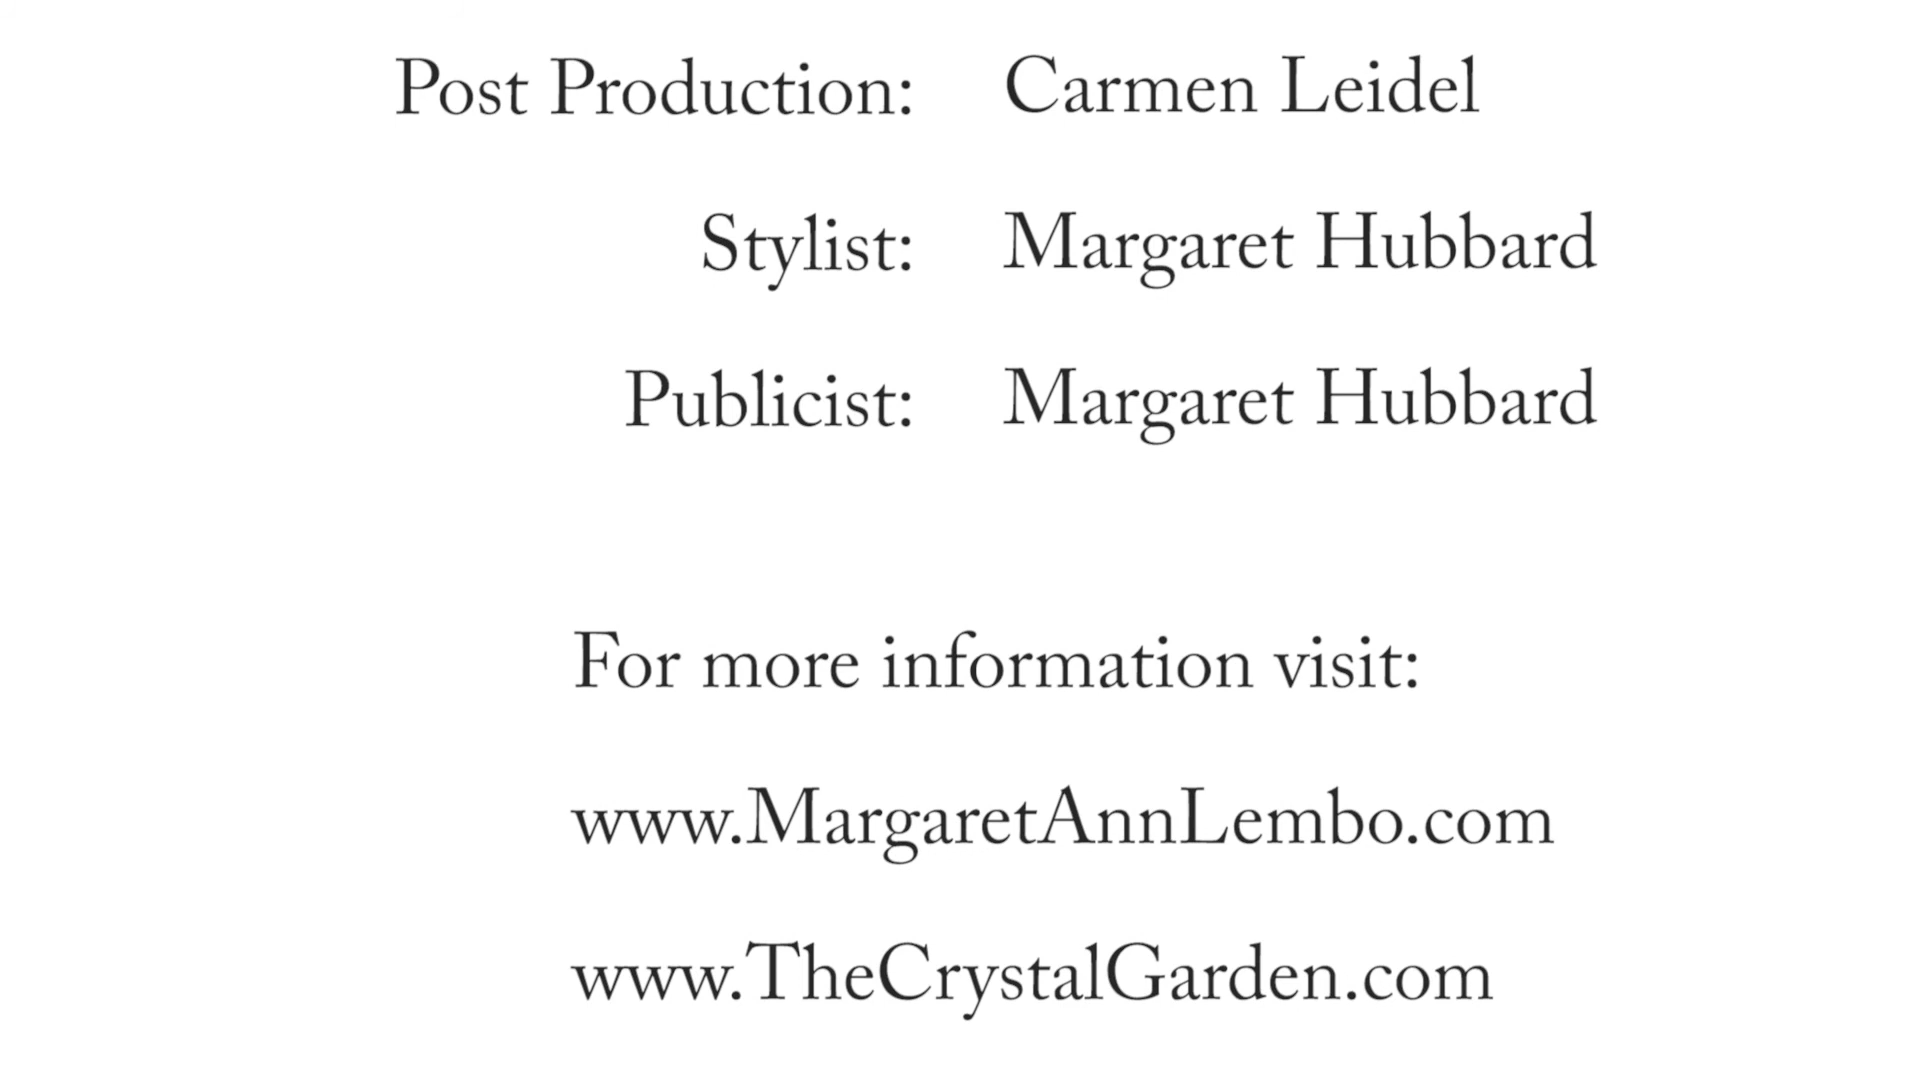 Post Production: Carmen Leidel
Stylist: Margaret Hubbard
Publicist: Margaret Hubbard
For more information visit:
www.MargaretAnnLembo.com
www.TheCrystalGarden.com